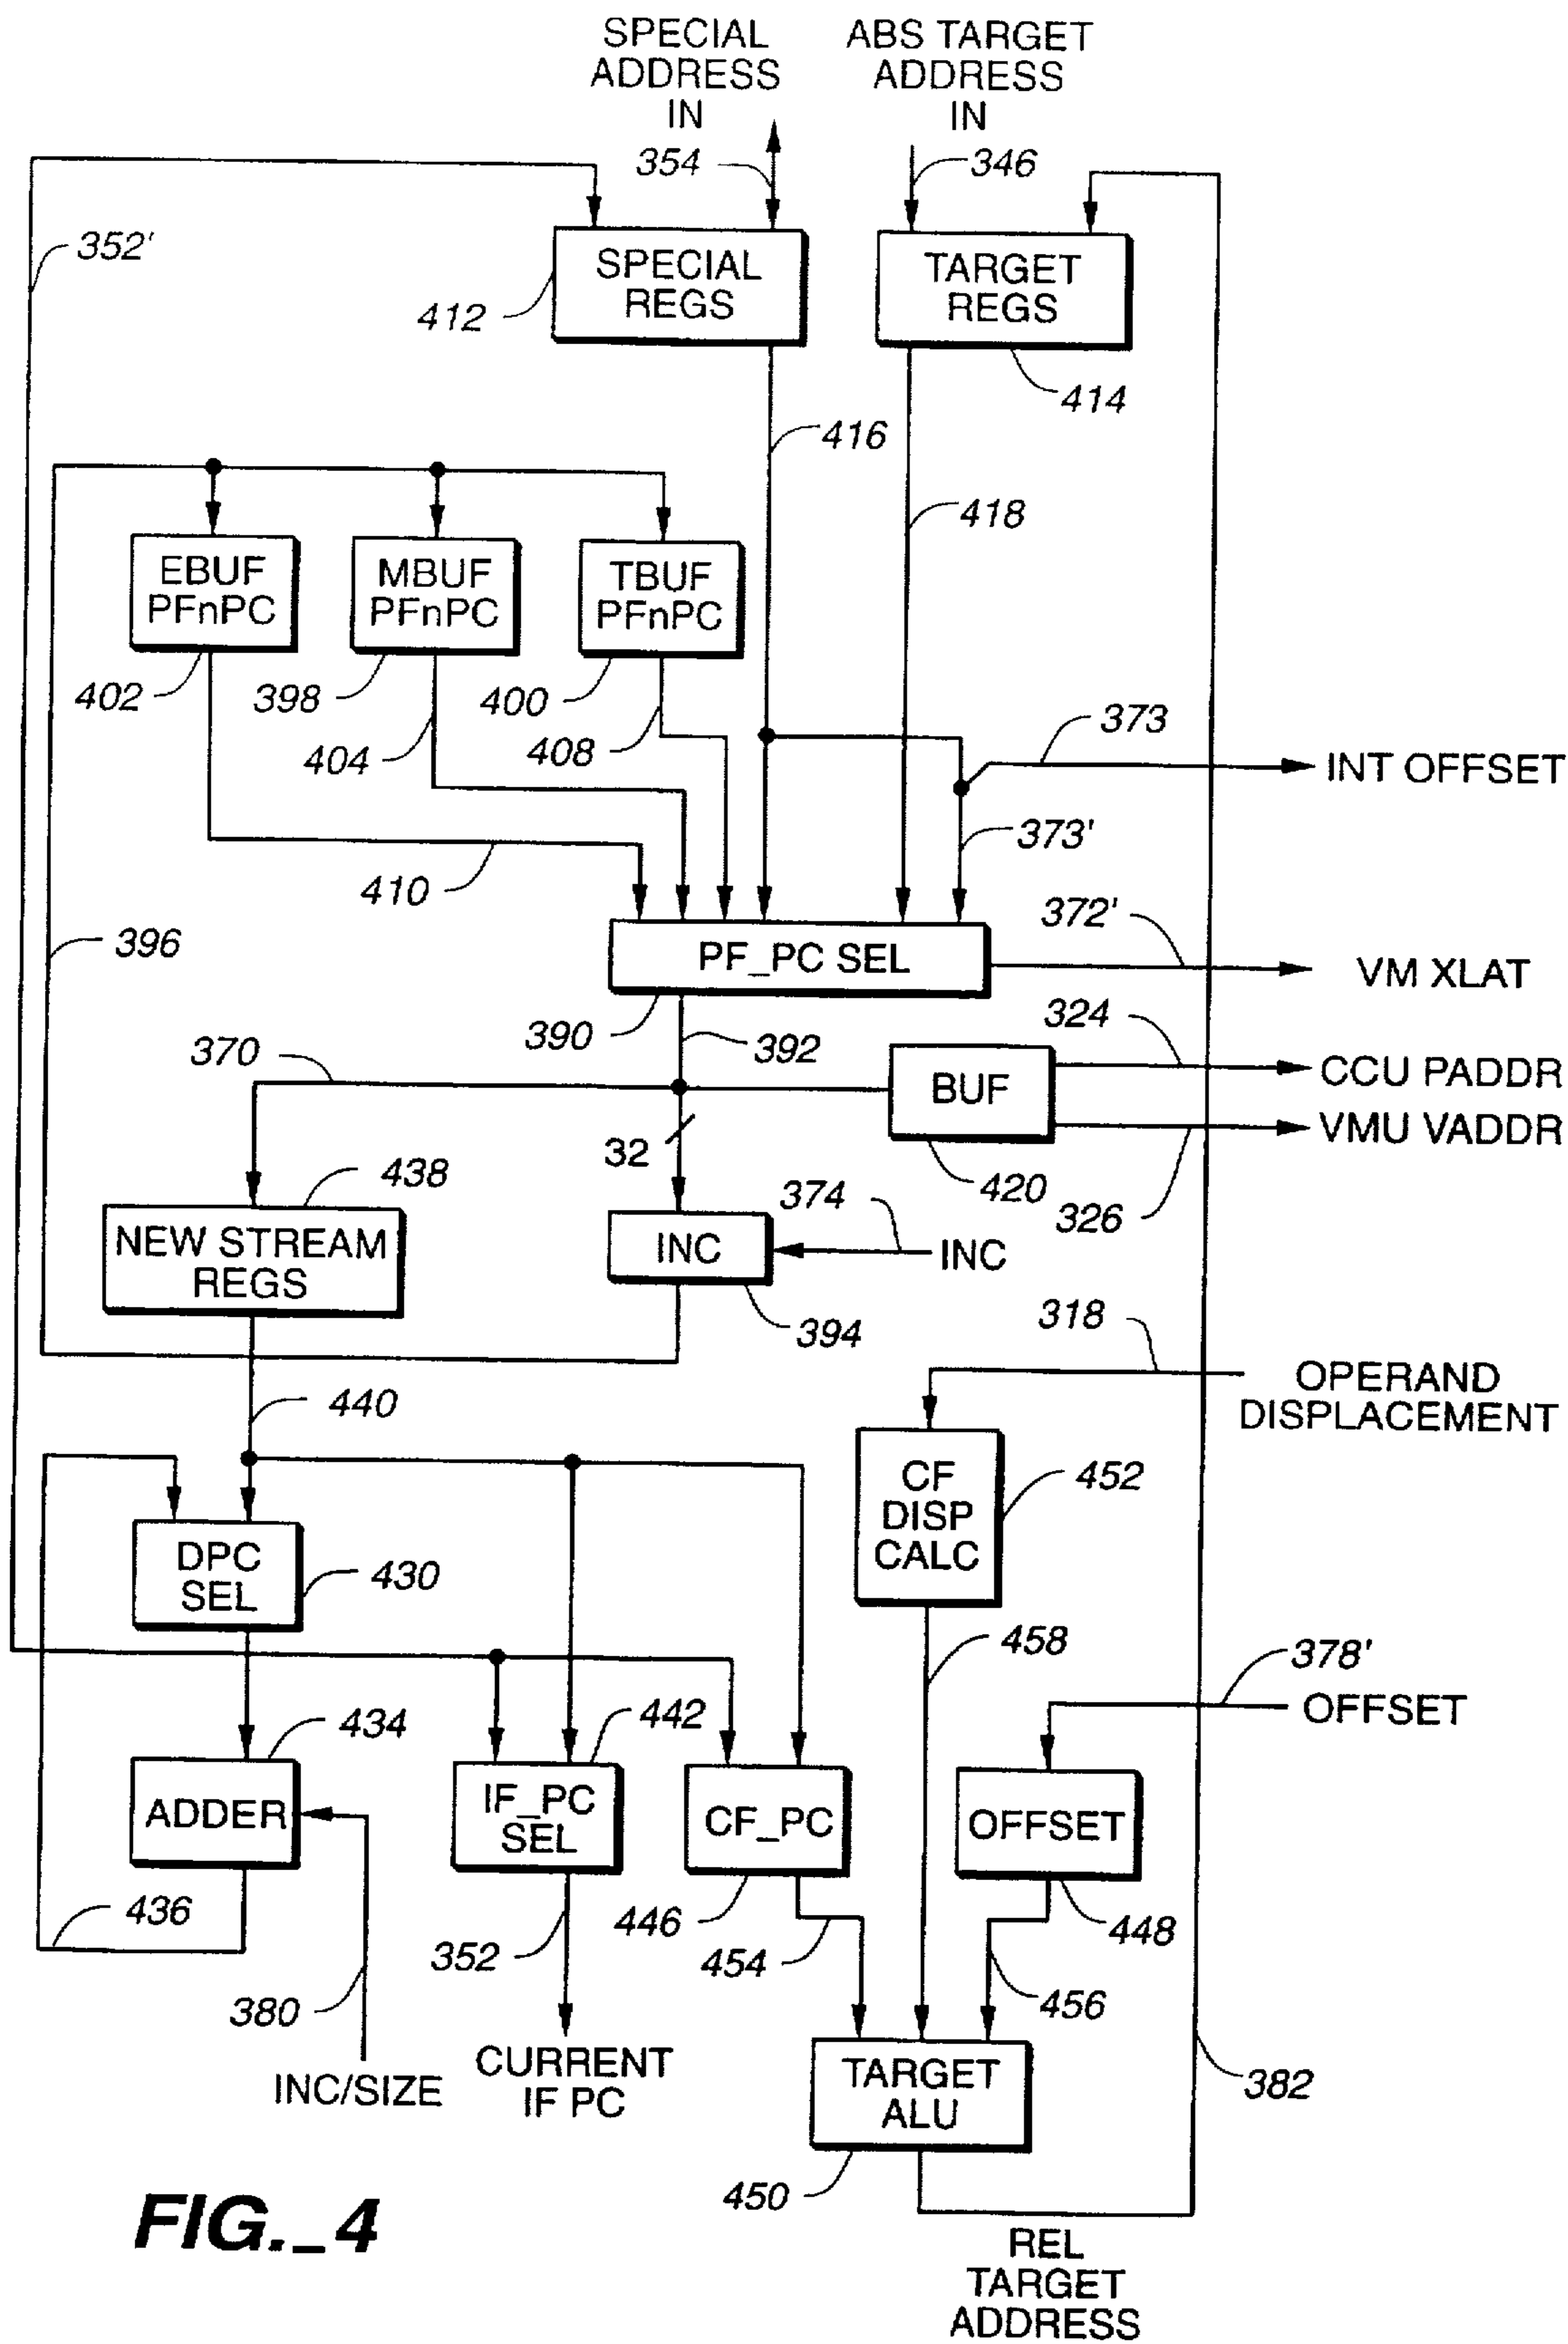 SPECIAL
ADDRESS
IN
ABS TARGET
ADDRESS
IN
354
346
352'
SPECIAL
REGS
TARGET
REGS
412
414
416
418
EBUF
PFnPC
MBUF
PFnPC
TBUF
PFnPC
402
398
400
404
408
373
INT OFFSET
373'
410
396
372'
PF_PC SEL
VM XLAT
390
392
324
370
BUF
CCU PADDR
VMU VADDR
32
438
374
420
326
NEW STREAM
REGS
INC
INC
394
318
440
OPERAND
DISPLACEMENT
CF
DISP
CALC
452
DPC
SEL
430
458
378'
OFFSET
434
442
ADDER
IF_PC
SEL
CF_PC
OFFSET
436
446
448
352
454
380
456
INC/SIZE
CURRENT
IF PC
TARGET
ALU
382
450
FIG._4
REL
TARGET
ADDRESS